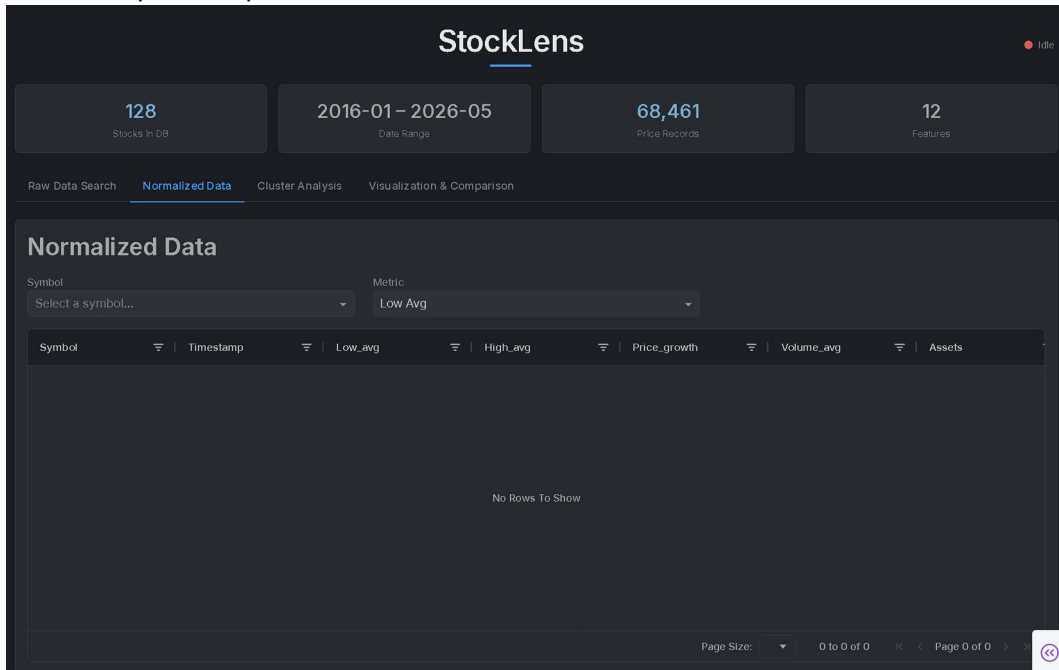 StockLens
Idle
128
Stocks In DB
2016-01 – 2026-05
Date Range
68,461
Price Records
12
Features
Raw Data Search Normalized Data Cluster Analysis Visualization & Comparison
Normalized Data
Symbol Metric
Select a symbol... Low Avg
Symbol Timestamp Low_avg High_avg Price_growth Volume_avg Assets
No Rows To Show
Page Size: 0 to 0 of 0 Page 0 of 0